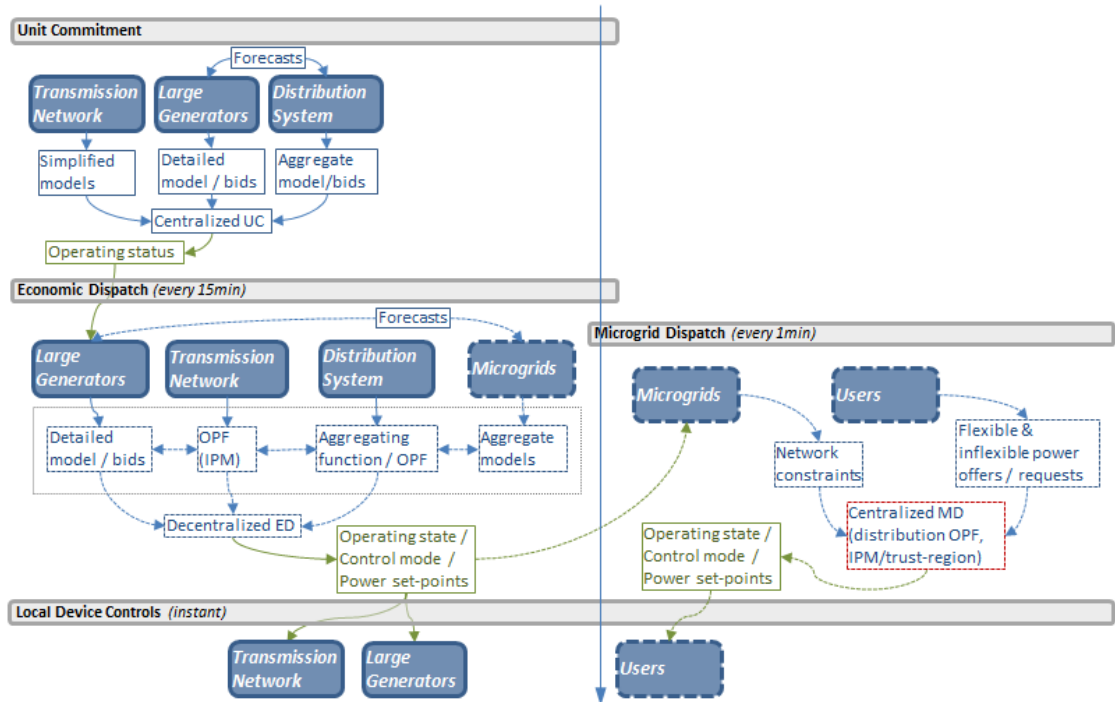 Unit Commitment
Forecasts
Transmission
Network
Large
Generators
Distribution
System
Simplified
models
Detailed
model / bids
Aggregate
model/bids
Centralized UC
Operating status
Economic Dispatch (every 15min)
Forecasts
Large
Generators
Transmission
Network
Distribution
System
Microgrids
Detailed
model / bids
OPF
(IPM)
Aggregating
function / OPF
Aggregate
models
Decentralized ED
Operating state /
Control mode /
Power set-points
Microgrid Dispatch (every 1min)
Microgrids
Users
Network
constraints
Flexible &
inflexible power
offers / requests
Centralized MD
(distribution OPF,
IPM/trust-region)
Operating state /
Control mode /
Power set-points
Local Device Controls (instant)
Transmission
Network
Large
Generators
Users